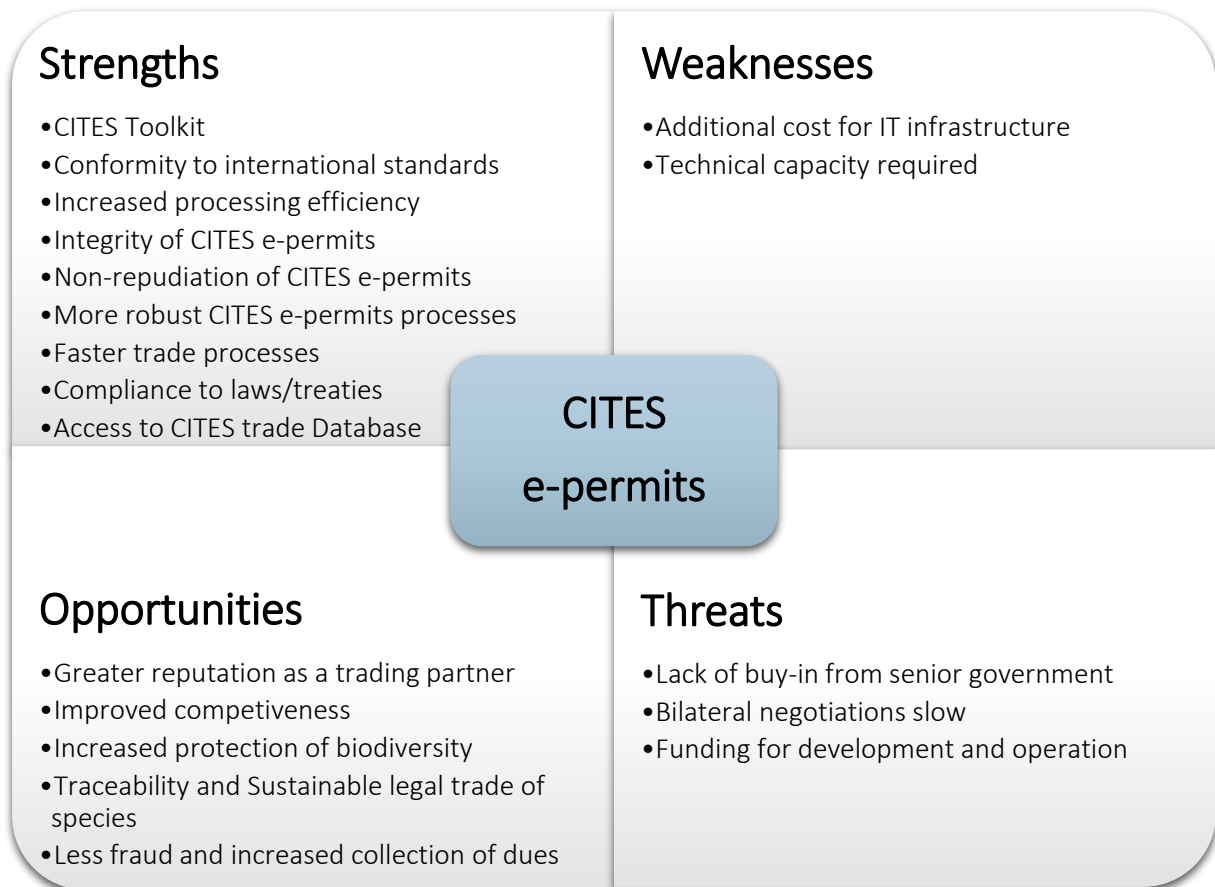 Strengths
•CITES Toolkit
•Conformity to international standards
•Increased processing efficiency
•Integrity of CITES e-permits
•Non-repudiation of CITES e-permits
•More robust CITES e-permits processes
•Faster trade processes
•Compliance to laws/treaties
•Access to CITES trade Database
Weaknesses
•Additional cost for IT infrastructure
•Technical capacity required
CITES
e-permits
Opportunities
•Greater reputation as a trading partner
•Improved competiveness
•Increased protection of biodiversity
•Traceability and Sustainable legal trade of
species
•Less fraud and increased collection of dues
Threats
•Lack of buy-in from senior government
•Bilateral negotiations slow
•Funding for development and operation